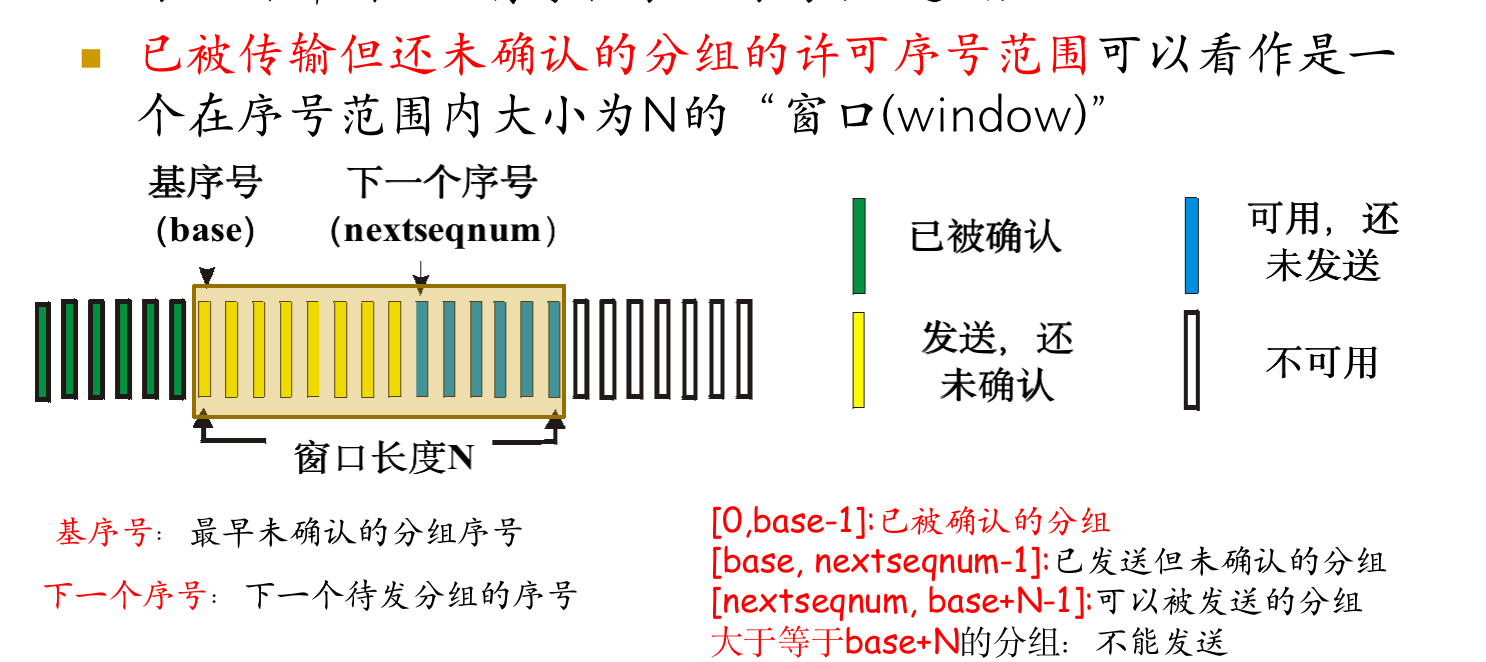 已被传输但还未确认的分组的许可序号范围可以看作是一
个在序号范围内大小为N的“窗口(window)”
基序号
(base)
下一个序号
(nextseqnum)
已被确认
可用，还
未发送
发送，还
未确认
不可用
窗口长度N
基序号：最早未确认的分组序号
下一个序号：下一个待发分组的序号
[0,base-1]:已被确认的分组
[base, nextseqnum-1]:已发送但未确认的分组
[nextseqnum, base+N-1]:可以被发送的分组
大于等于base+N的分组：不能发送